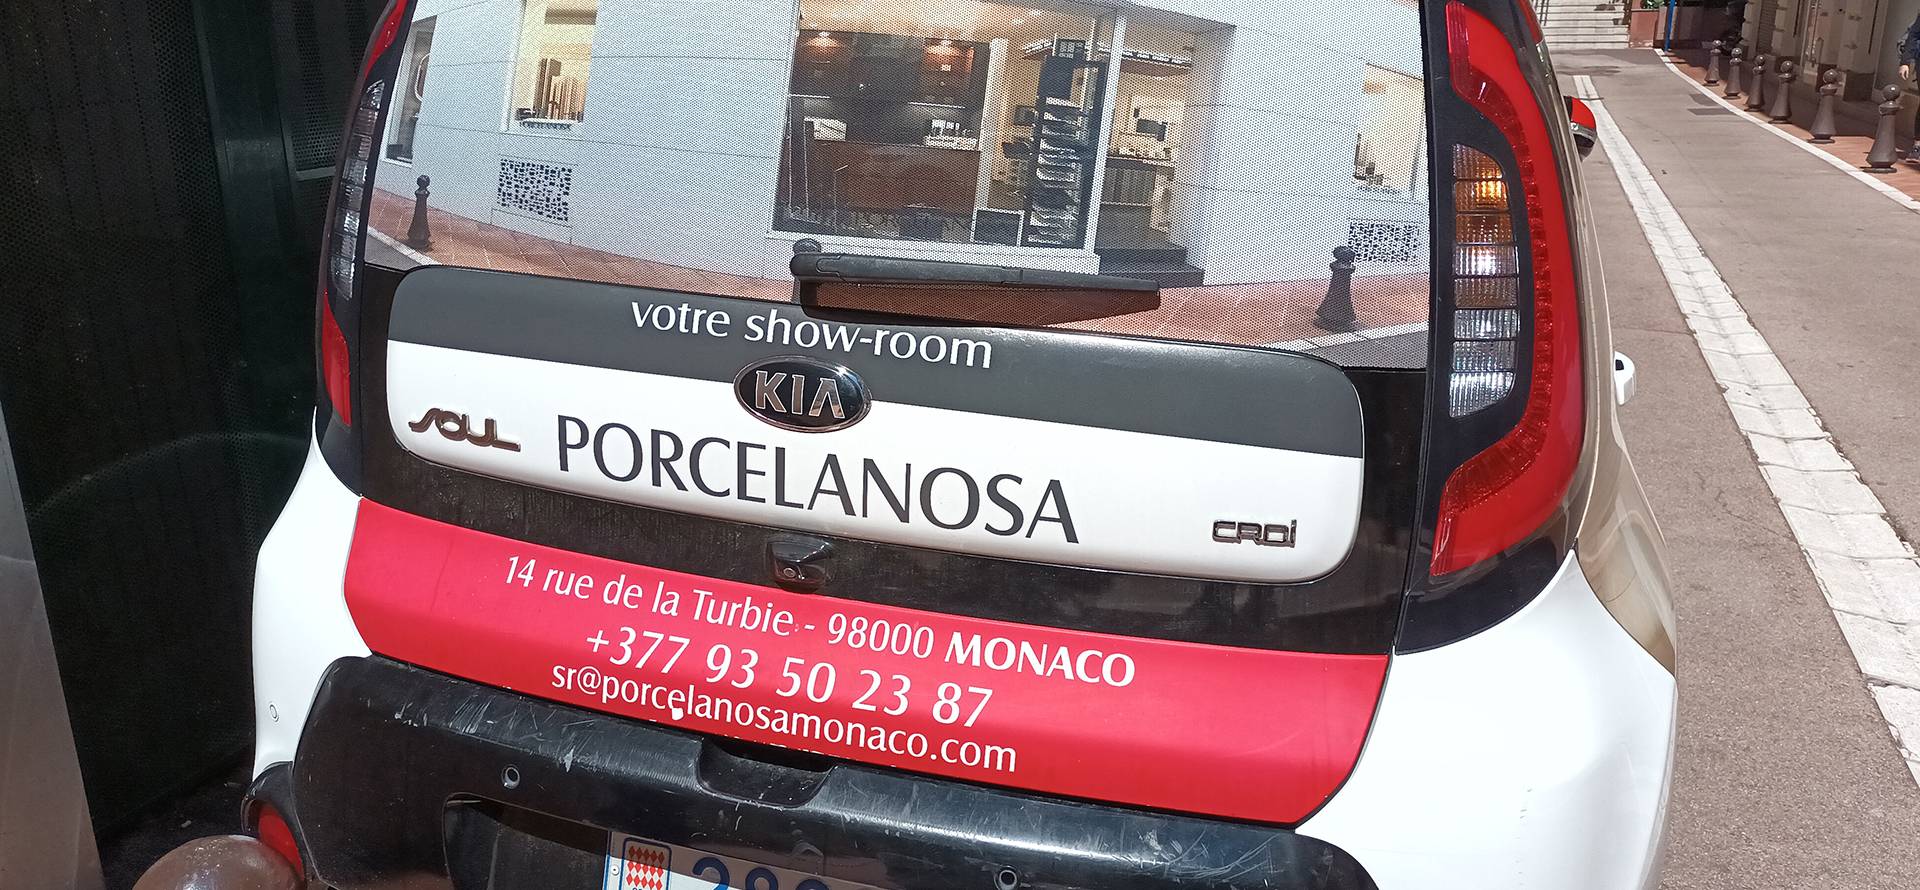 PORCELANOSA
votre show-room
KIA
SOUL
PORCELANOSA
CRDi
14 rue de la Turbie - 98000 MONACO
+377 93 50 23 87
sr@porcelanosamonaco.com